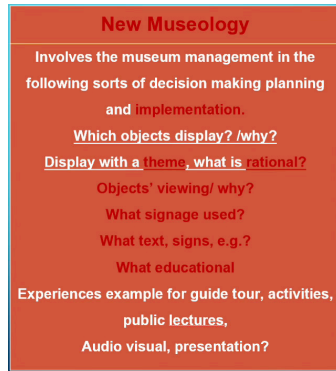 New Museology
Involves the museum management in the
following sorts of decision making planning
and implementation.
Which objects display? /why?
Display with a theme, what is rational?
Objects' viewing/ why?
What signage used?
What text, signs, e.g.?
What educational
Experiences example for guide tour, activities,
public lectures,
Audio visual, presentation?